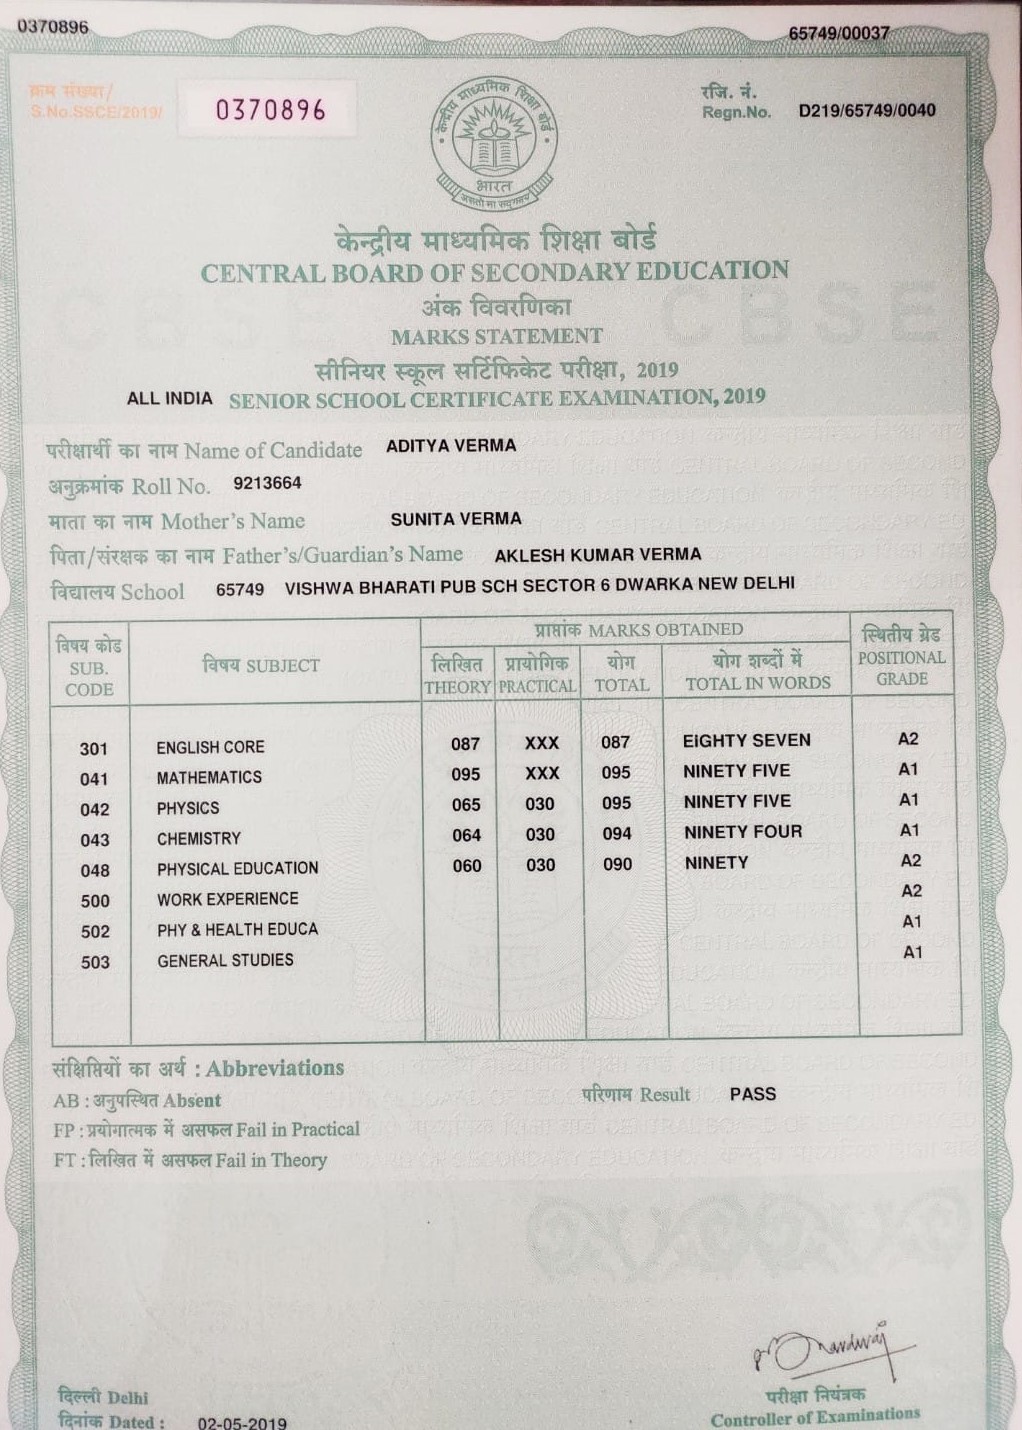 0370896
65749/00037
क्रम संख्या/
S.No.SSCE/2019/
0370896
रजि. नं.
Regn.No. D219/65749/0040
केन्द्रीय माध्यमिक शिक्षा बोर्ड
भारत
असतो मा सद्गमय
केन्द्रीय माध्यमिक शिक्षा बोर्ड
CENTRAL BOARD OF SECONDARY EDUCATION
अंक विवरणिका
CBSE
MARKS STATEMENT
सीनियर स्कूल सर्टिफिकेट परीक्षा, 2019
ALL INDIA SENIOR SCHOOL CERTIFICATE EXAMINATION, 2019
परीक्षार्थी का नाम Name of Candidate ADITYA VERMA
अनुक्रमांक Roll No. 9213664
माता का नाम Mother's Name SUNITA VERMA
पिता/संरक्षक का नाम Father's/Guardian's Name AKLESH KUMAR VERMA
विद्यालय School 65749 VISHWA BHARATI PUB SCH SECTOR 6 DWARKA NEW DELHI
विषय कोड SUB. CODE
विषय SUBJECT
प्राप्तांक MARKS OBTAINED
लिखित THEORY
प्रायोगिक PRACTICAL
योग TOTAL
योग शब्दों में TOTAL IN WORDS
स्थितीय ग्रेड POSITIONAL GRADE
301 ENGLISH CORE 087 XXX 087 EIGHTY SEVEN A2
041 MATHEMATICS 095 XXX 095 NINETY FIVE A1
042 PHYSICS 065 030 095 NINETY FIVE A1
043 CHEMISTRY 064 030 094 NINETY FOUR A1
048 PHYSICAL EDUCATION 060 030 090 NINETY A2
500 WORK EXPERIENCE A2
502 PHY & HEALTH EDUCA A1
503 GENERAL STUDIES A1
संक्षिप्तियों का अर्थ : Abbreviations
AB : अनुपस्थित Absent
परिणाम Result PASS
FP : प्रयोगात्मक में असफल Fail in Practical
FT : लिखित में असफल Fail in Theory
दिल्ली Delhi
दिनांक Dated : 02-05-2019
परीक्षा नियंत्रक
Controller of Examinations